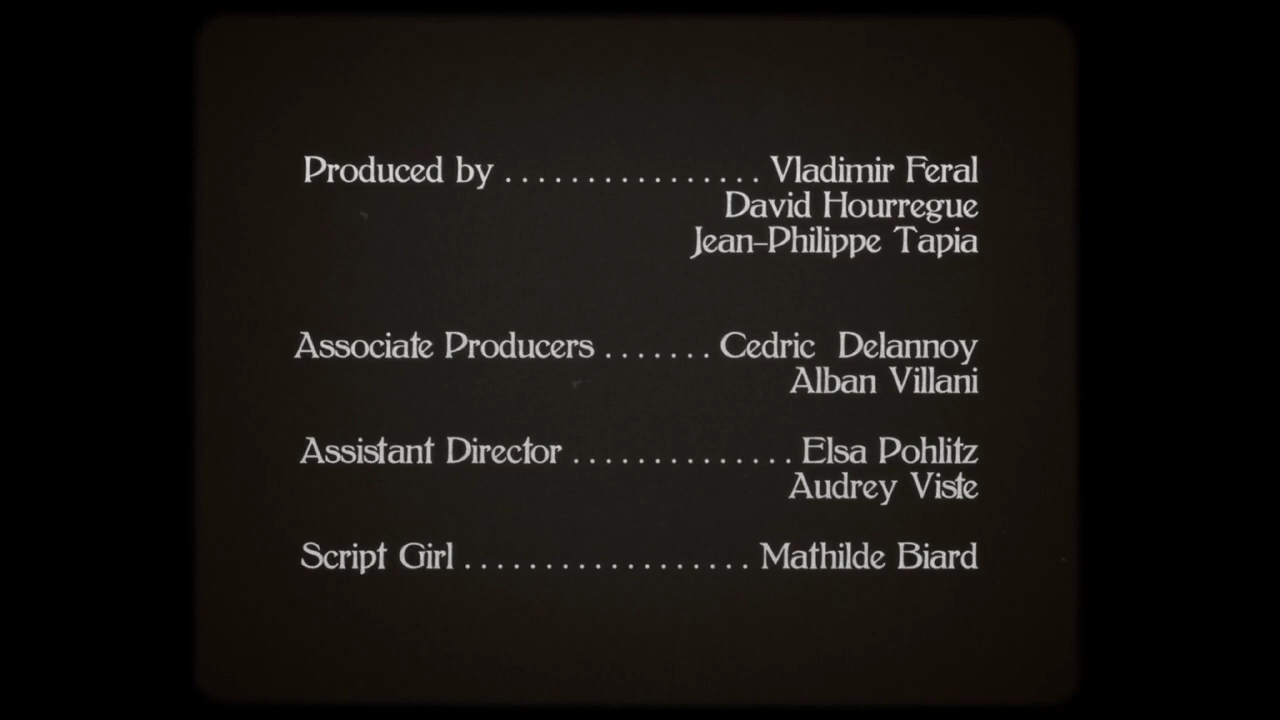 Produced by ................ Vladimir Feral
David Hourregue
Jean-Philippe Tapia
Associate Producers ....... Cedric Delannoy
Alban Villani
Assistant Director .............. Elsa Pohlitz
Audrey Viste
Script Girl .................. Mathilde Biard